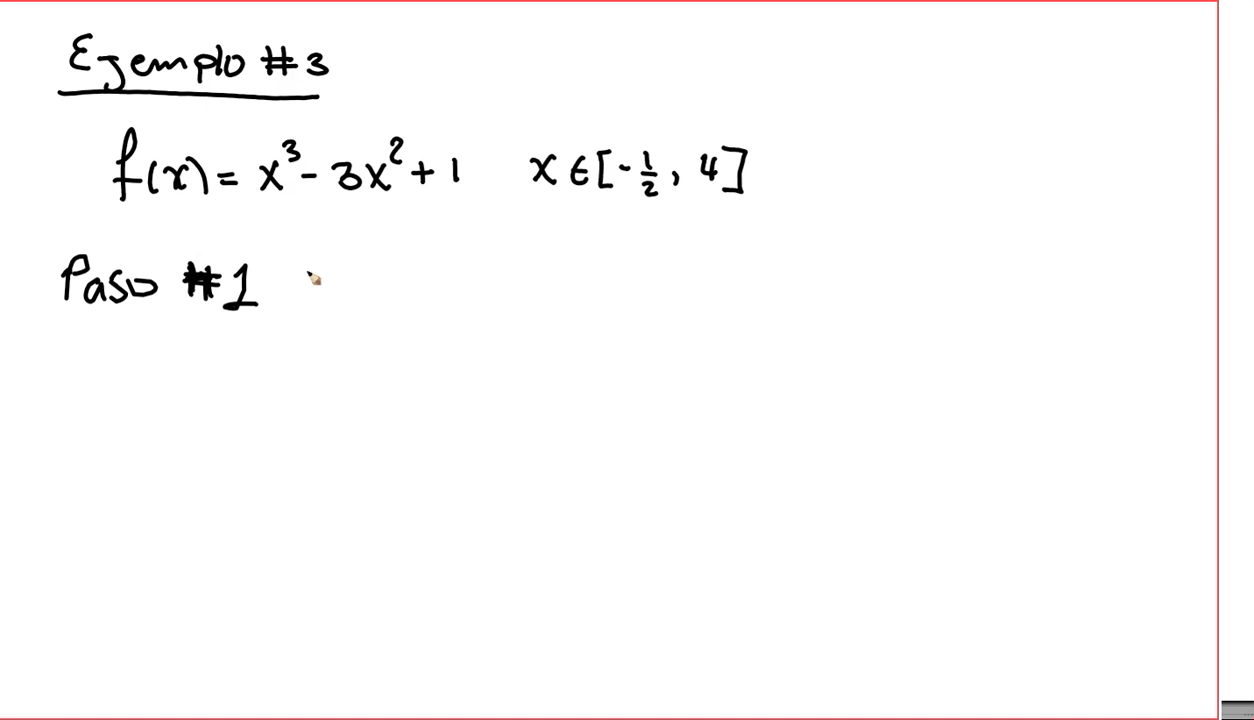 Ejemplo #3
f(x) = x³ - 3x² + 1 x ∈ [-1/2, 4]
Paso #1